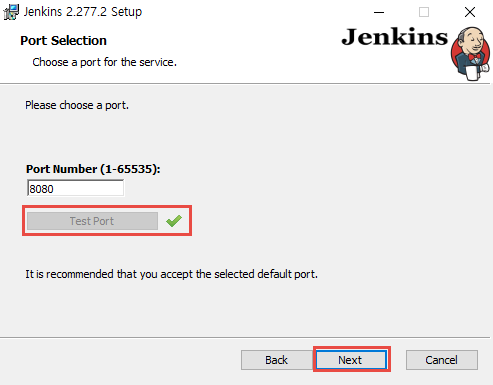 Jenkins 2.277.2 Setup
Port Selection
Choose a port for the service.
Jenkins
Please choose a port.
Port Number (1-65535):
8080
Test Port
It is recommended that you accept the selected default port.
Back
Next
Cancel